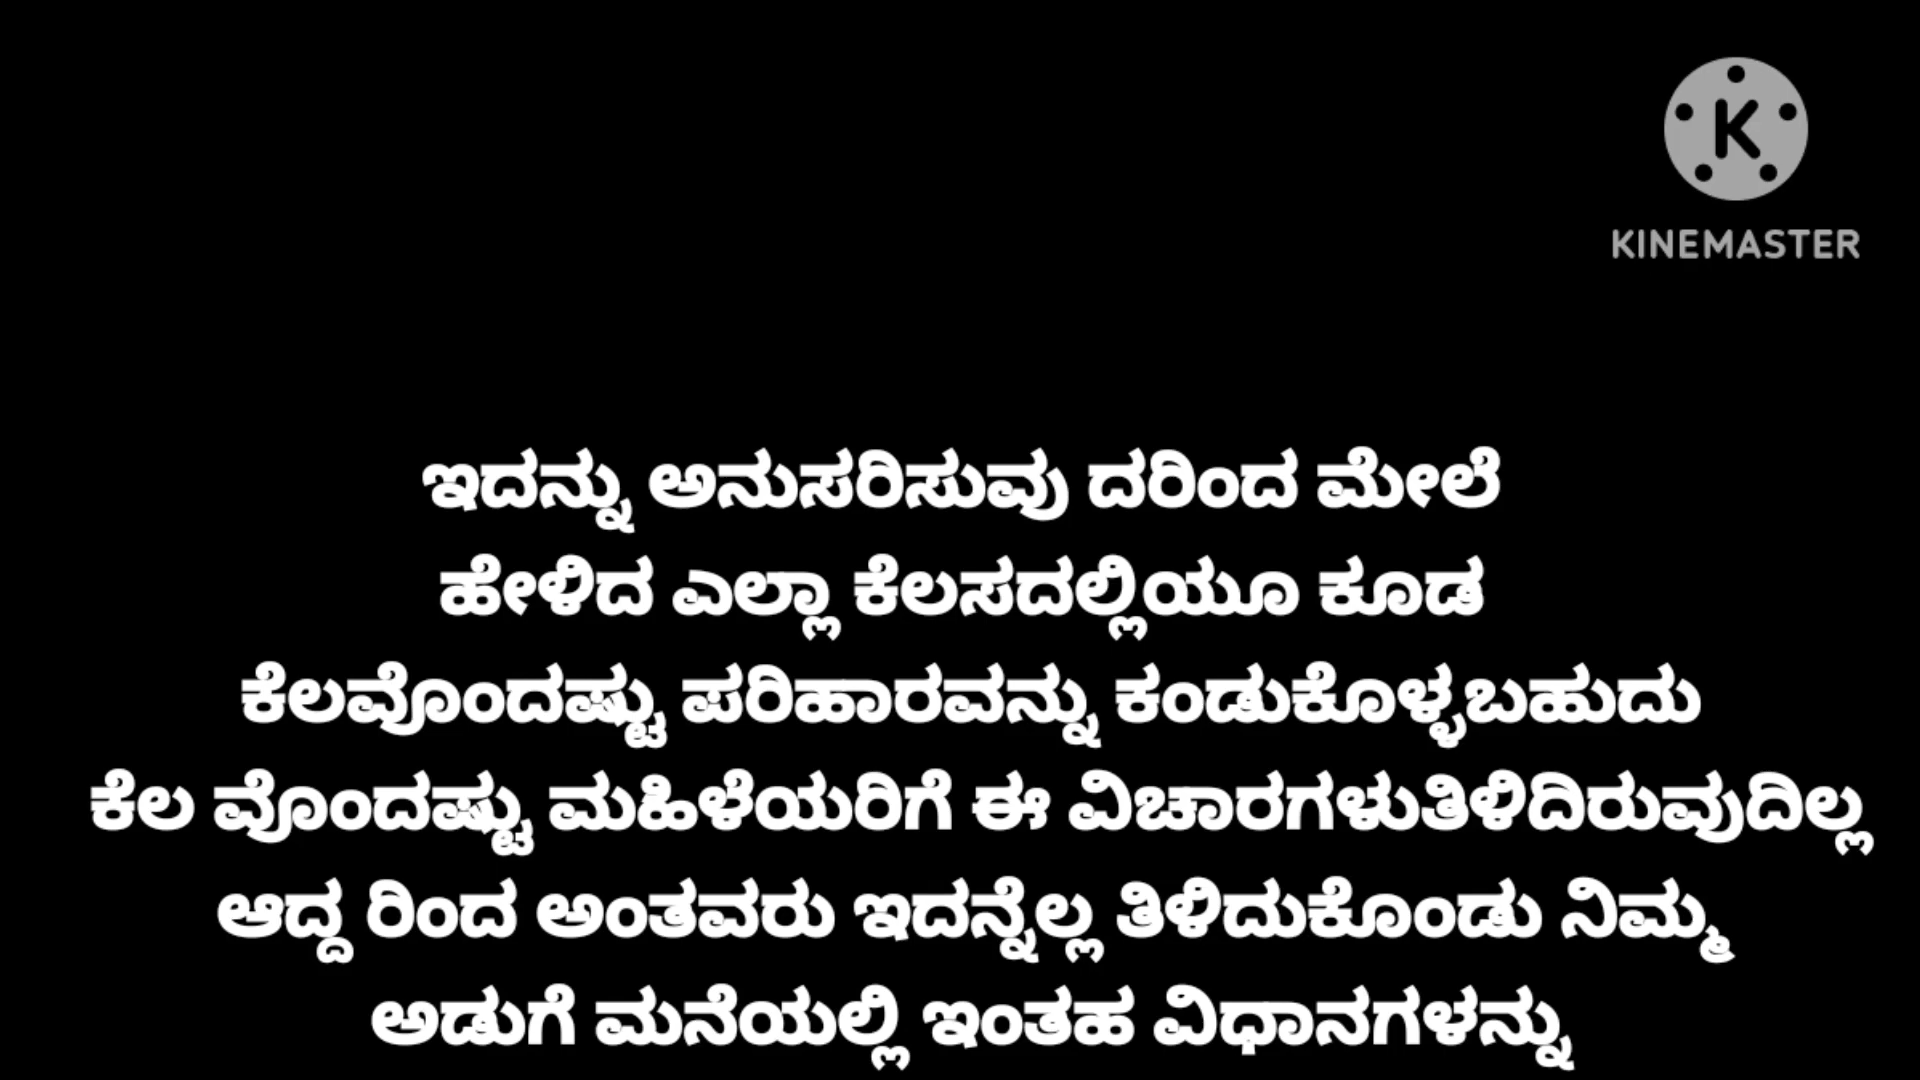 K
KINEMASTER
ಇದನ್ನು ಅನುಸರಿಸುವು ದರಿಂದ ಮೇಲೆ
ಹೇಳಿದ ಎಲ್ಲಾ ಕೆಲಸದಲ್ಲಿಯೂ ಕೂಡ
ಕೆಲವೊಂದಷ್ಟು ಪರಿಹಾರವನ್ನು ಕಂಡುಕೊಳ್ಳಬಹುದು
ಕೆಲ ವೊಂದಷ್ಟು ಮಹಿಳೆಯರಿಗೆ ಈ ವಿಚಾರಗಳುತಿಳಿದಿರುವುದಿಲ್ಲ
ಆದ್ದ ರಿಂದ ಅಂತವರು ಇದನ್ನೆಲ್ಲ ತಿಳಿದುಕೊಂಡು ನಿಮ್ಮ
ಅಡುಗೆ ಮನೆಯಲ್ಲಿ ಇಂತಹ ವಿಧಾನಗಳನ್ನು